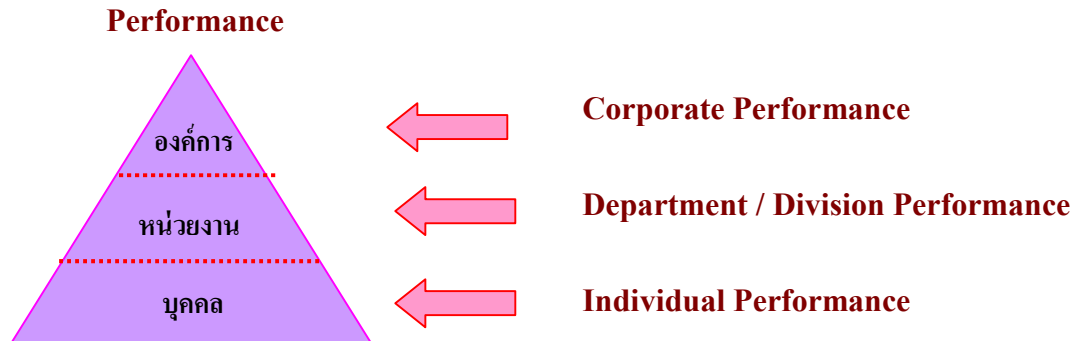 Performance
องค์การ
Corporate Performance
หน่วยงาน
Department / Division Performance
บุคคล
Individual Performance